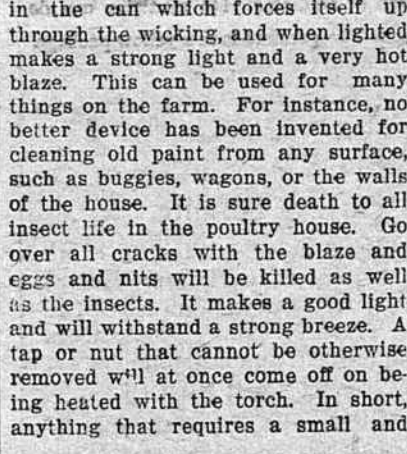 in the can which forces itself up
through the wicking, and when lighted
makes a strong light and a very hot
blaze. This can be used for many
things on the farm. For instance, no
better device has been invented for
cleaning old paint from any surface,
such as buggies, wagons, or the walls
of the house. It is sure death to all
insect life in the poultry house. Go
over all cracks with the blaze and
eggs and nits will be killed as well
as the insects. It makes a good light
and will withstand a strong breeze. A
tap or nut that cannot be otherwise
removed will at once come off on be-
ing heated with the torch. In short,
anything that requires a small and